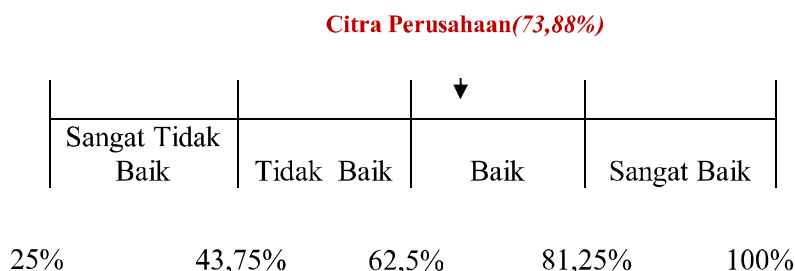 Citra Perusahaan(73,88%)
Sangat Tidak
Baik
Tidak Baik
Baik
Sangat Baik
25%
43,75%
62,5%
81,25%
100%